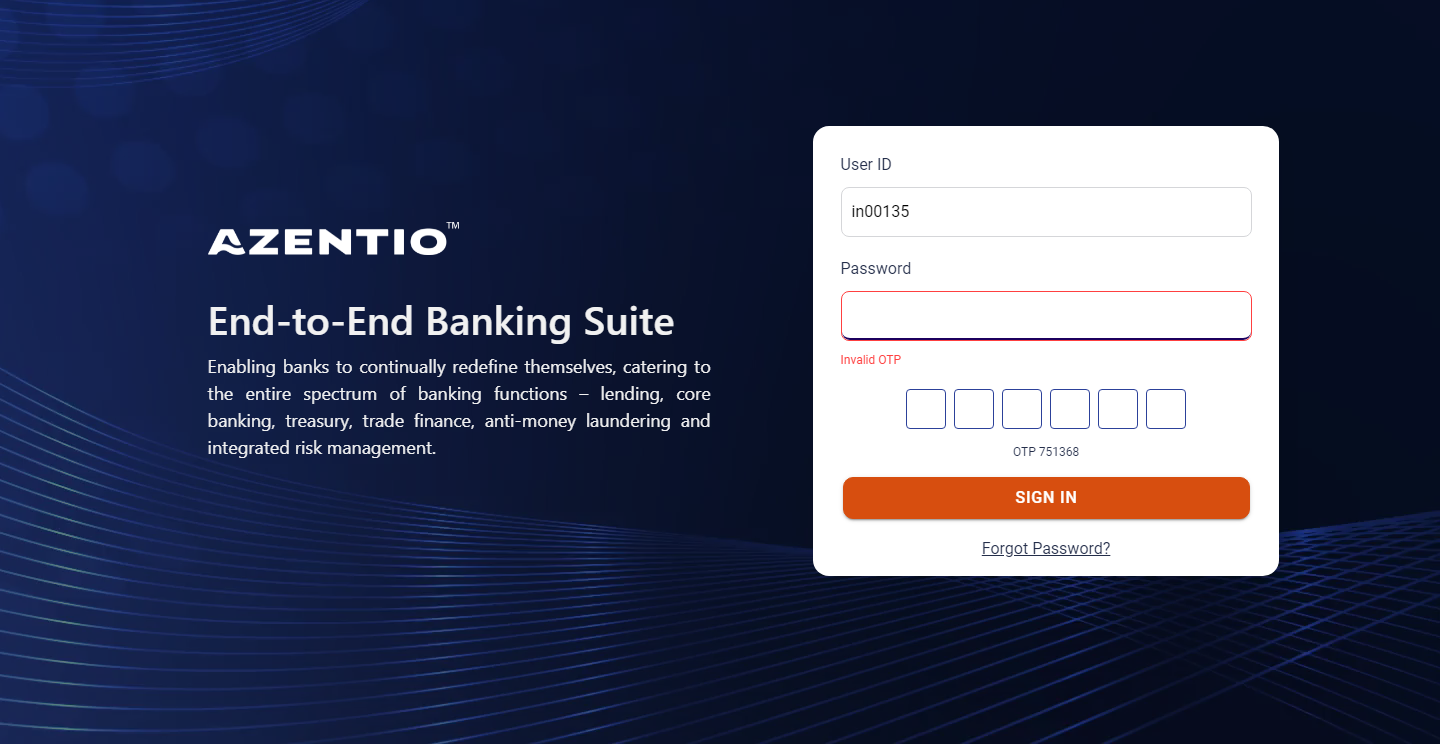 AZENTIO™
End-to-End Banking Suite
Enabling banks to continually redefine themselves, catering to
the entire spectrum of banking functions – lending, core
banking, treasury, trade finance, anti-money laundering and
integrated risk management.
User ID
in00135
Password
Invalid OTP
OTP 751368
SIGN IN
Forgot Password?